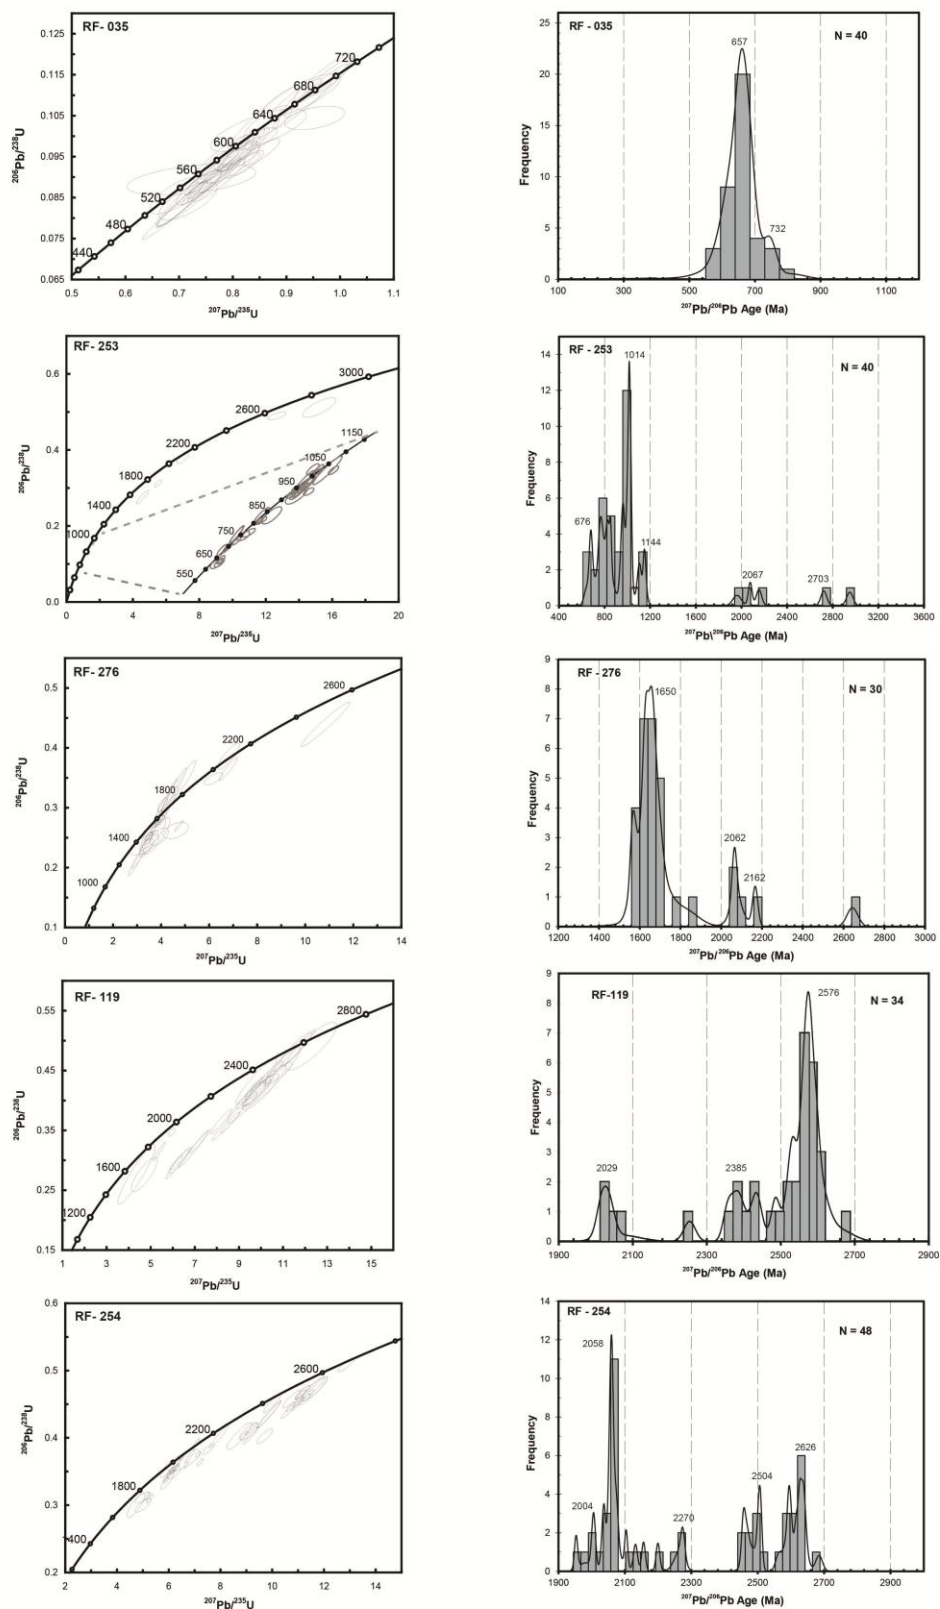 RF- 035
0.125
0.115
0.105
0.095
0.085
0.075
0.065
²⁰⁶Pb/²³⁸U
440
480
520
560
600
640
680
720
0.5 0.6 0.7 0.8 0.9 1.0 1.1
²⁰⁷Pb/²³⁵U
RF - 035
N = 40
657
732
Frequency
25
20
15
10
5
0
100 300 500 700 900 1100
²⁰⁷Pb/²⁰⁶Pb Age (Ma)
RF- 253
0.8
0.6
0.4
0.2
0.0
²⁰⁶Pb/²³⁸U
1000
1400
1800
2200
2600
3000
550
650
750
850
950
1050
1150
0 4 8 12 16 20
²⁰⁷Pb/²³⁵U
RF - 253
1014
N = 40
676
1144
2067
2703
Frequency
14
12
10
8
6
4
2
0
400 800 1200 1600 2000 2400 2800 3200 3600
²⁰⁷Pb\²⁰⁶Pb Age (Ma)
RF- 276
0.5
0.4
0.3
0.2
0.1
²⁰⁶Pb/²³⁸U
1000
1400
1800
2200
2600
0 2 4 6 8 10 12 14
²⁰⁷Pb/²³⁵U
RF - 276
1650
N = 30
2062
2162
Frequency
9
8
7
6
5
4
3
2
1
0
1200 1400 1600 1800 2000 2200 2400 2600 2800 3000
²⁰⁷Pb/²⁰⁶Pb Age (Ma)
RF- 119
0.55
0.45
0.35
0.25
0.15
²⁰⁶Pb/²³⁸U
1200
1600
2000
2400
2800
1 3 5 7 9 11 13 15
²⁰⁷Pb/²³⁵U
RF-119
2576
N = 34
2029
2385
Frequency
9
8
7
6
5
4
3
2
1
0
1900 2100 2300 2500 2700 2900
²⁰⁷Pb/²⁰⁶Pb Age (Ma)
RF- 254
0.6
0.5
0.4
0.3
0.2
²⁰⁶Pb/²³⁸U
400
1800
2200
2600
2 4 6 8 10 12 14
²⁰⁷Pb/²³⁵U
RF - 254
N = 48
2058
2004
2270
2504
2626
Frequency
14
12
10
8
6
4
2
0
1900 2100 2300 2500 2700 2900
²⁰⁷Pb/²⁰⁶Pb Age (Ma)